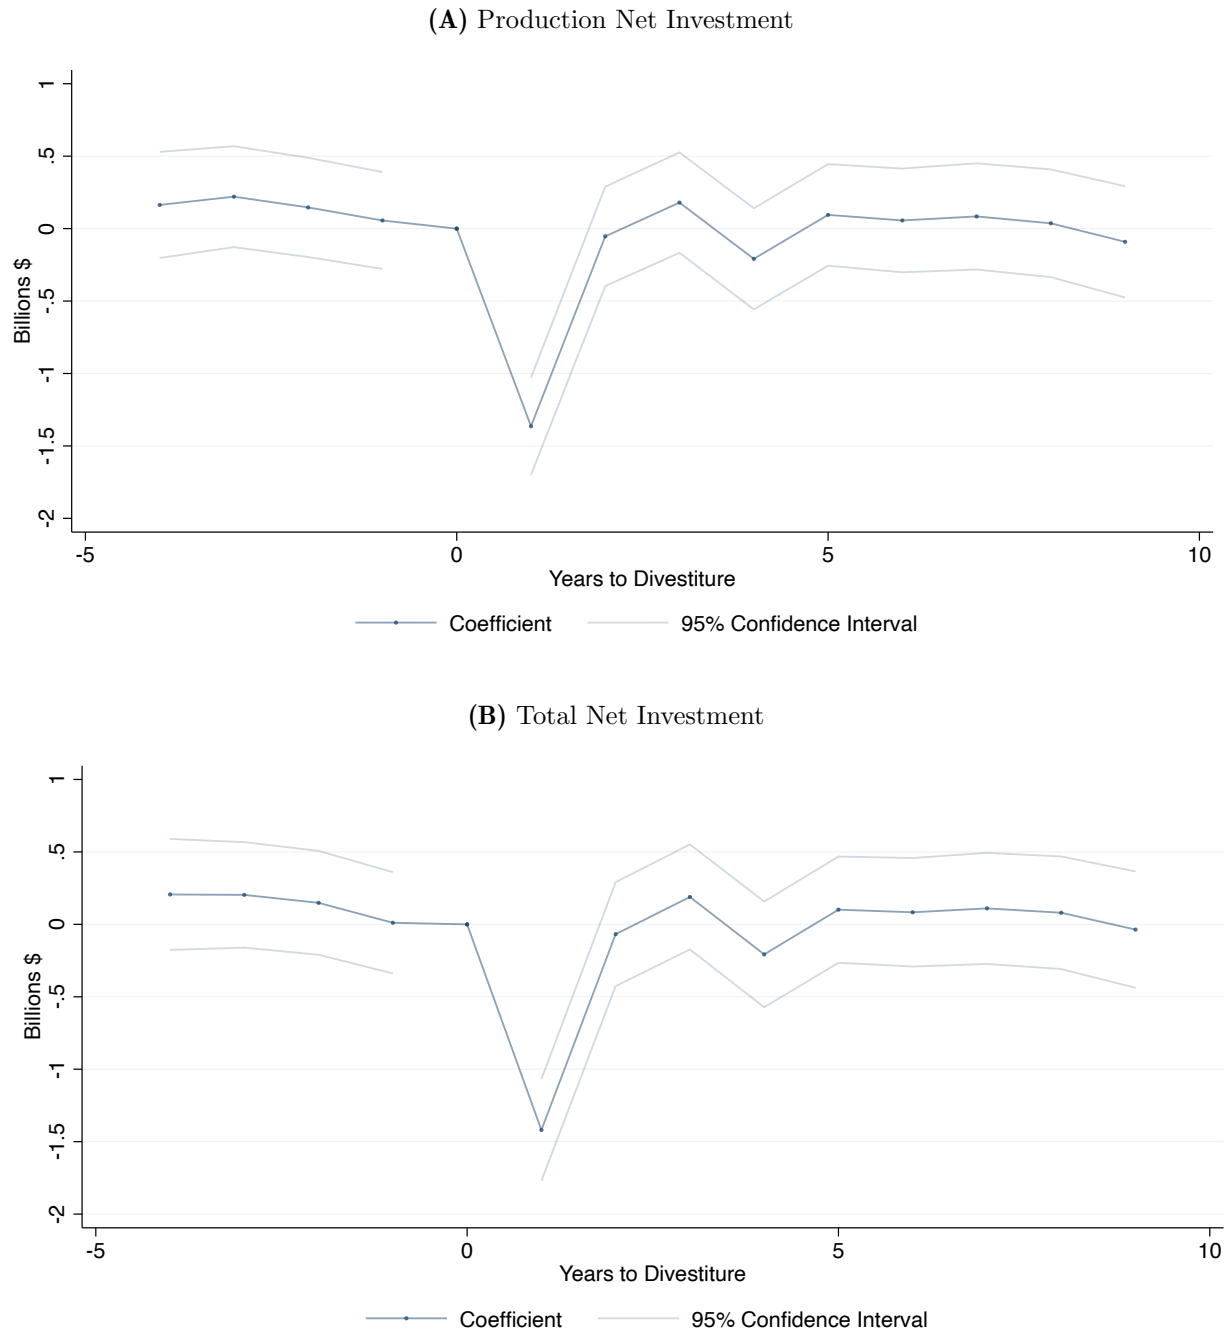 (A) Production Net Investment
1
.5
0
-.5
-1
-1.5
-2
Billions $
-5 0 5 10
Years to Divestiture
Coefficient 95% Confidence Interval
(B) Total Net Investment
1
.5
0
-.5
-1
-1.5
-2
Billions $
-5 0 5 10
Years to Divestiture
Coefficient 95% Confidence Interval